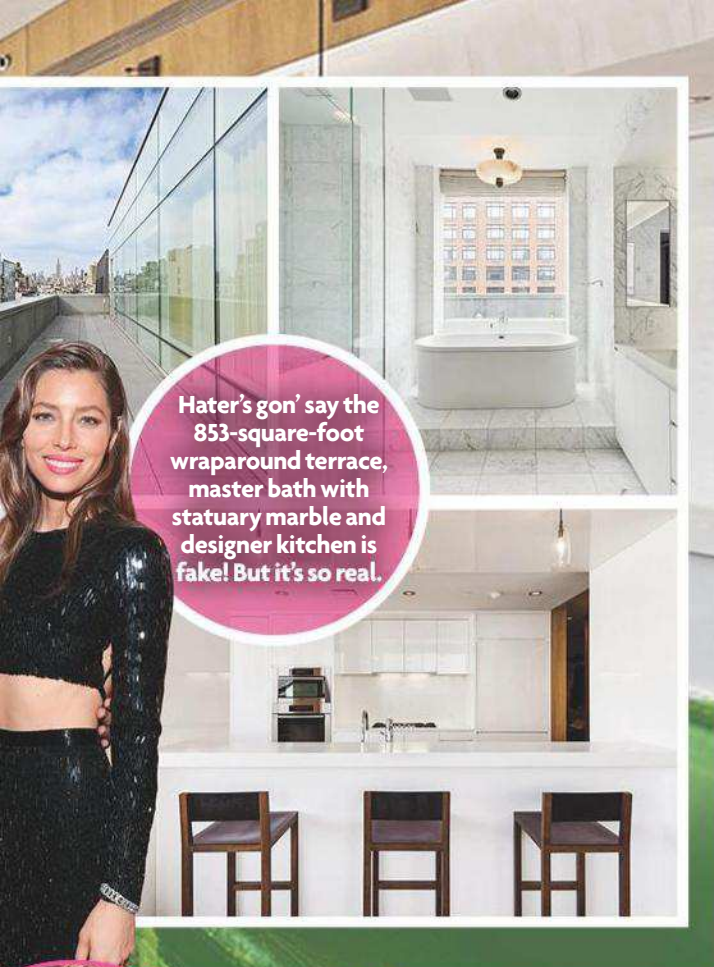 Hater's gon' say the
853-square-foot
wraparound terrace,
master bath with
statuary marble and
designer kitchen is
fake! But it's so real.